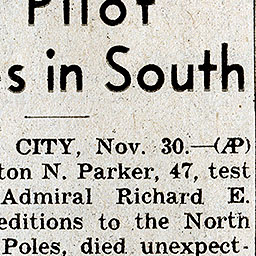 Pilot
s in South
CITY, Nov. 30.—(AP)
ton N. Parker, 47, test
Admiral Richard E.
editions to the North
Poles, died unexpect-